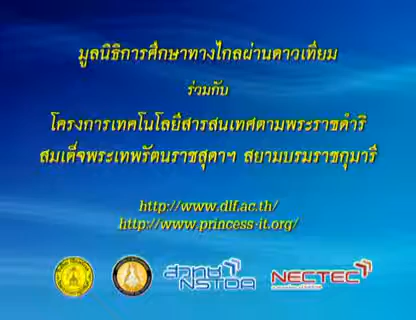 มูลนิธิการศึกษาทางไกลผ่านดาวเทียม
ร่วมกับ
โครงการเทคโนโลยีสารสนเทศตามพระราชดำริ
สมเด็จพระเทพรัตนราชสุดาฯ สยามบรมราชกุมารี
http://www.dlf.ac.th/
http://www.princess-it.org/
สวทช
NSTDA
NECTEC